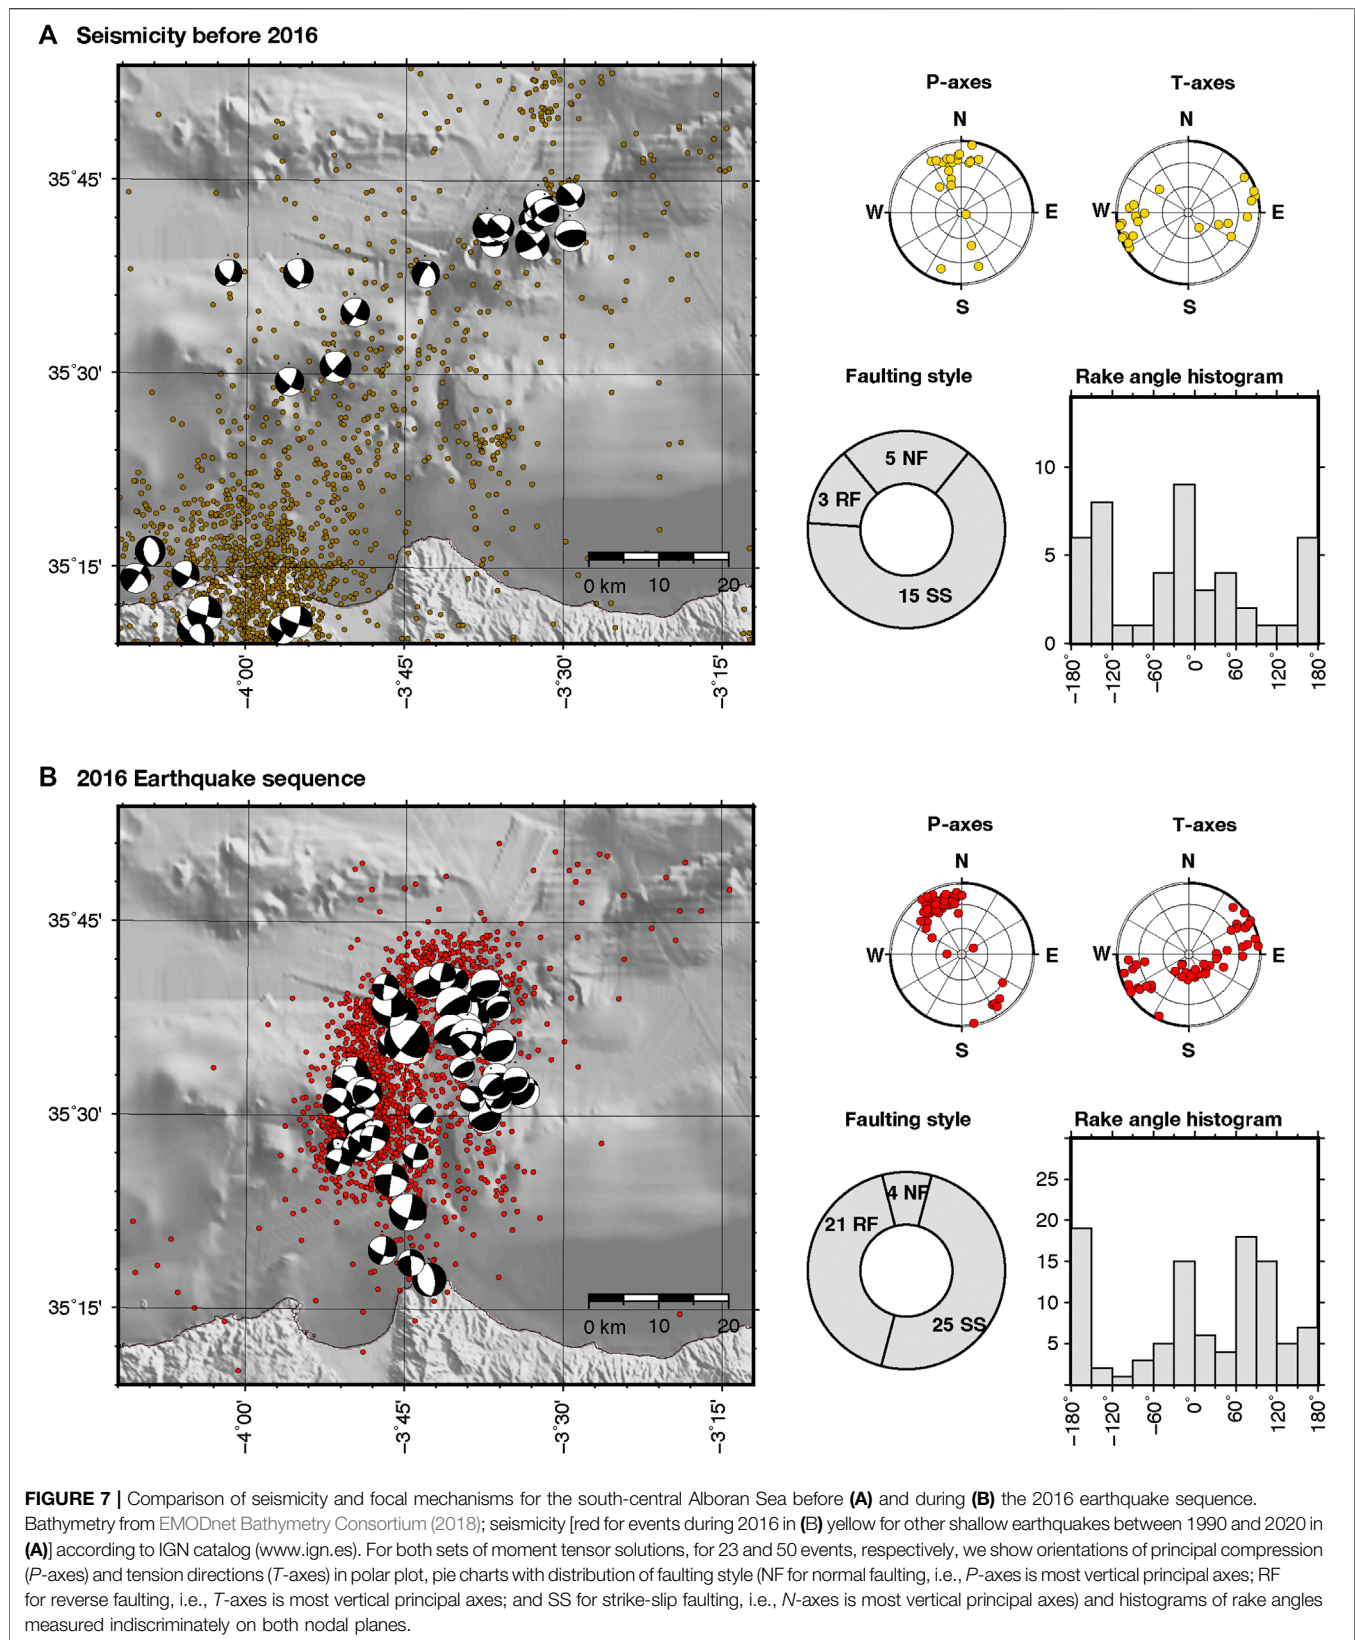 A Seismicity before 2016
P-axes
T-axes
N
N
W
E
W
E
S
S
35°45'
35°30'
35°15'
0 km 10 20
−4°00'
−3°45'
−3°30'
−3°15'
Faulting style
5 NF
3 RF
15 SS
Rake angle histogram
10
5
0
−180°
−120°
−60°
0°
60°
120°
180°
B 2016 Earthquake sequence
P-axes
T-axes
N
N
W
E
W
E
S
S
35°45'
35°30'
35°15'
0 km 10 20
−4°00'
−3°45'
−3°30'
−3°15'
Faulting style
4 NF
21 RF
25 SS
Rake angle histogram
25
20
15
10
5
−180°
−120°
−60°
0°
60°
120°
180°
FIGURE 7 | Comparison of seismicity and focal mechanisms for the south-central Alboran Sea before (A) and during (B) the 2016 earthquake sequence.
Bathymetry from EMODnet Bathymetry Consortium (2018); seismicity [red for events during 2016 in (B) yellow for other shallow earthquakes between 1990 and 2020 in
(A)] according to IGN catalog (www.ign.es). For both sets of moment tensor solutions, for 23 and 50 events, respectively, we show orientations of principal compression
(P-axes) and tension directions (T-axes) in polar plot, pie charts with distribution of faulting style (NF for normal faulting, i.e., P-axes is most vertical principal axes; RF
for reverse faulting, i.e., T-axes is most vertical principal axes; and SS for strike-slip faulting, i.e., N-axes is most vertical principal axes) and histograms of rake angles
measured indiscriminately on both nodal planes.